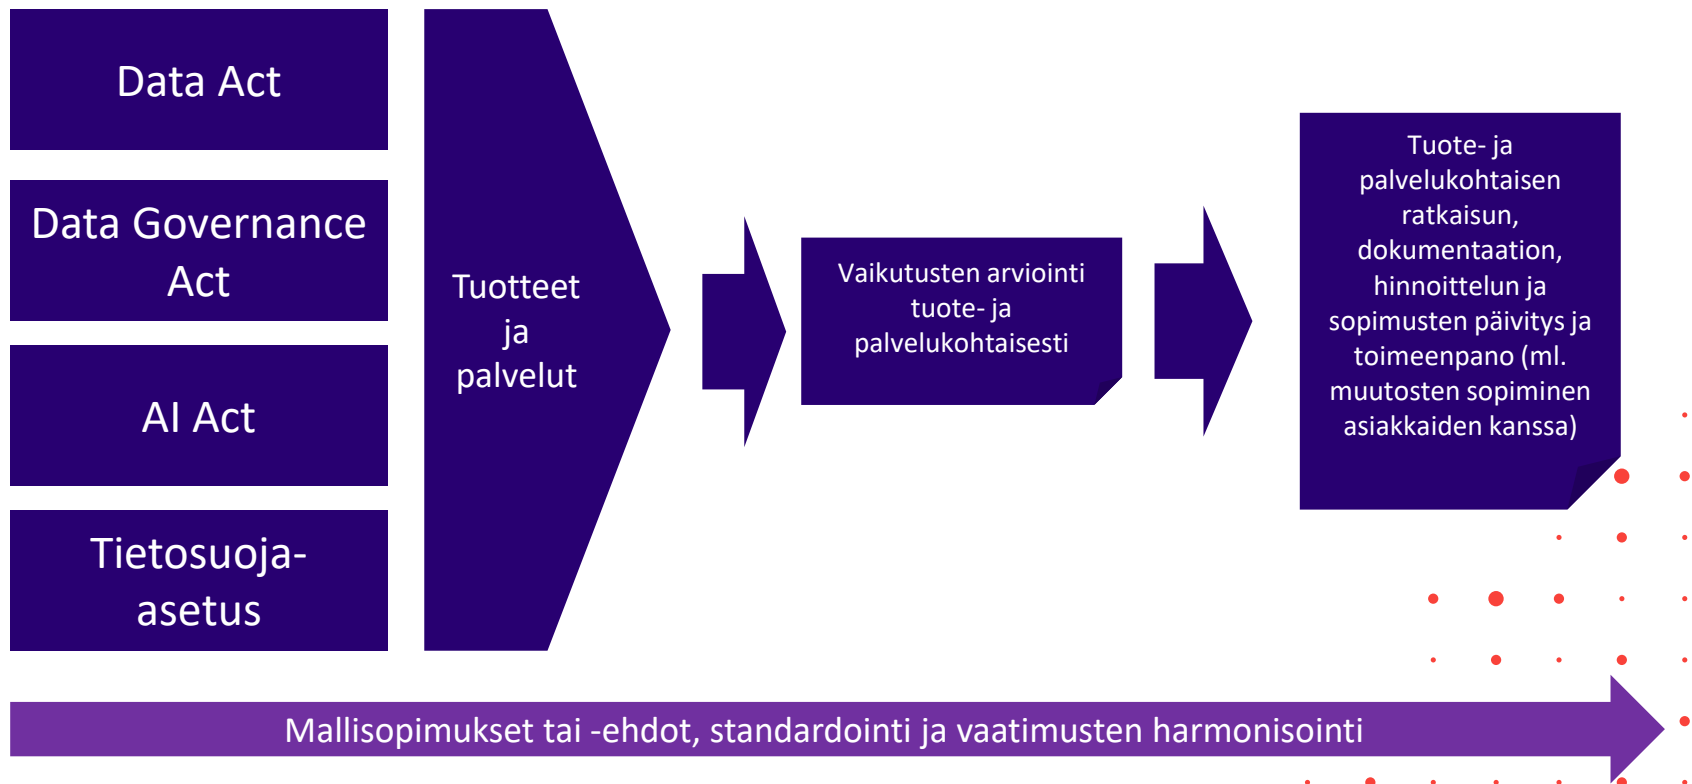 Data Act
Data Governance
Act
AI Act
Tietosuoja-
asetus
Tuotteet
ja
palvelut
Vaikutusten arviointi
tuote- ja
palvelukohtaisesti
Tuote- ja
palvelukohtaisen
ratkaisun,
dokumentaation,
hinnoittelun ja
sopimusten päivitys ja
toimeenpano (ml.
muutosten sopiminen
asiakkaiden kanssa)
Mallisopimukset tai -ehdot, standardointi ja vaatimusten harmonisointi